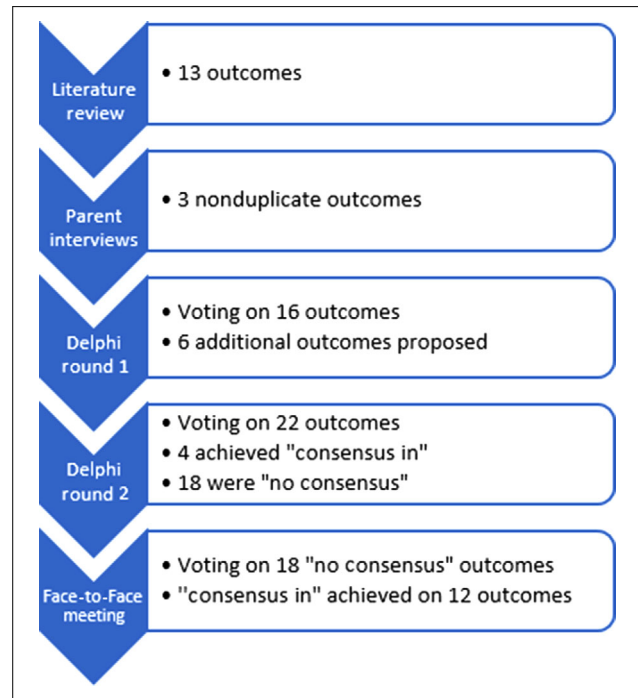 Literature
review
• 13 outcomes
Parent
interviews
• 3 nonduplicate outcomes
Delphi
round 1
• Voting on 16 outcomes
• 6 additional outcomes proposed
Delphi
round 2
• Voting on 22 outcomes
• 4 achieved "consensus in"
• 18 were "no consensus"
Face-to-Face
meeting
• Voting on 18 "no consensus" outcomes
• "consensus in" achieved on 12 outcomes